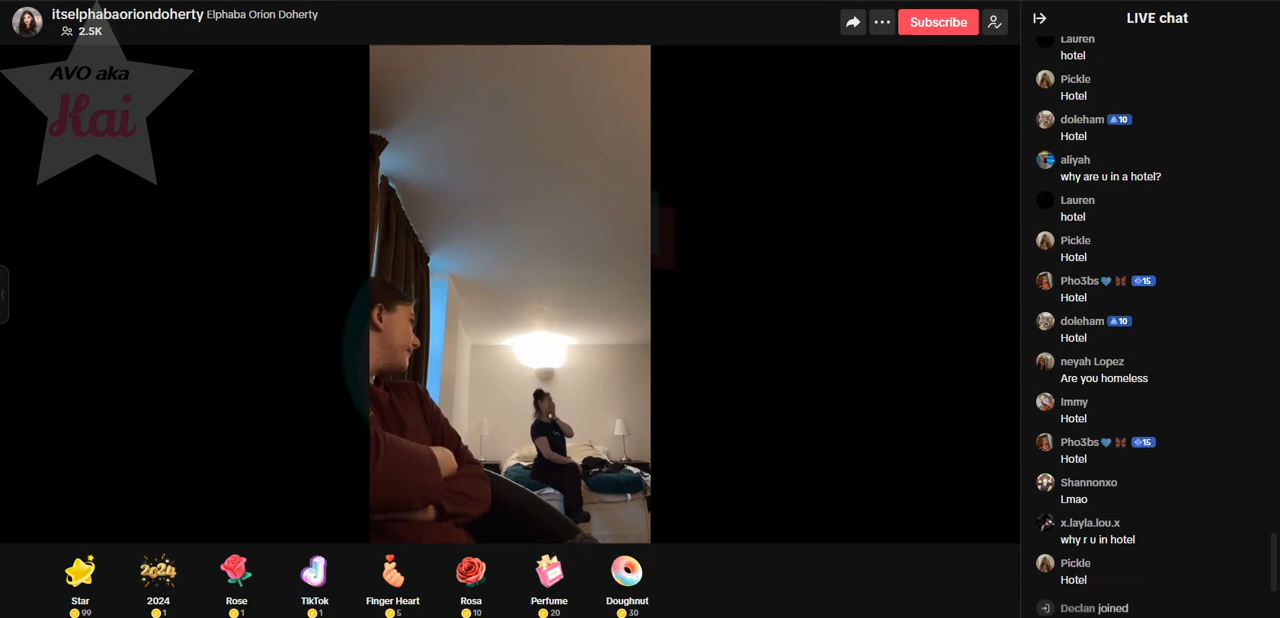 itselphabaoriondoherty Elphaba Orion Doherty
2.5K
Subscribe
AVO aka
Kai
LIVE chat
Lauren
hotel
Pickle
Hotel
doleham 10
Hotel
aliyah
why are u in a hotel?
Lauren
hotel
Pickle
Hotel
Pho3bs 15
Hotel
doleham 10
Hotel
neyah Lopez
Are you homeless
Immy
Hotel
Pho3bs 15
Hotel
Shannonxo
Lmao
x.layla.lou.x
why r u in hotel
Pickle
Hotel
Declan joined
2024
Star 2024 Rose TikTok Finger Heart Rosa Perfume Doughnut
99 1 1 1 5 10 20 30